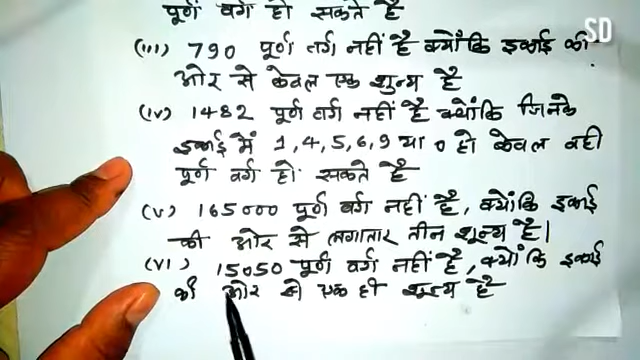 पूर्ण वर्ग हो सकते है
SD
(iii) 790 पूर्ण वर्ग नहीं है क्योंकि इकाई की
ओर से केवल एक शुन्य है
(iv) 1482 पूर्ण वर्ग नहीं है क्योंकि जिनके
इकाई में 1,4,5,6,9 या 0 हो केवल वही
पूर्ण वर्ग हो सकते है
(v) 165000 पूर्ण वर्ग नहीं है, क्योंकि इकाई
की ओर से लगातार तीन शून्य है।
(vi) 15050 पूर्ण वर्ग नहीं है, क्योंकि इकाई
की ओर से एक ही शून्य है